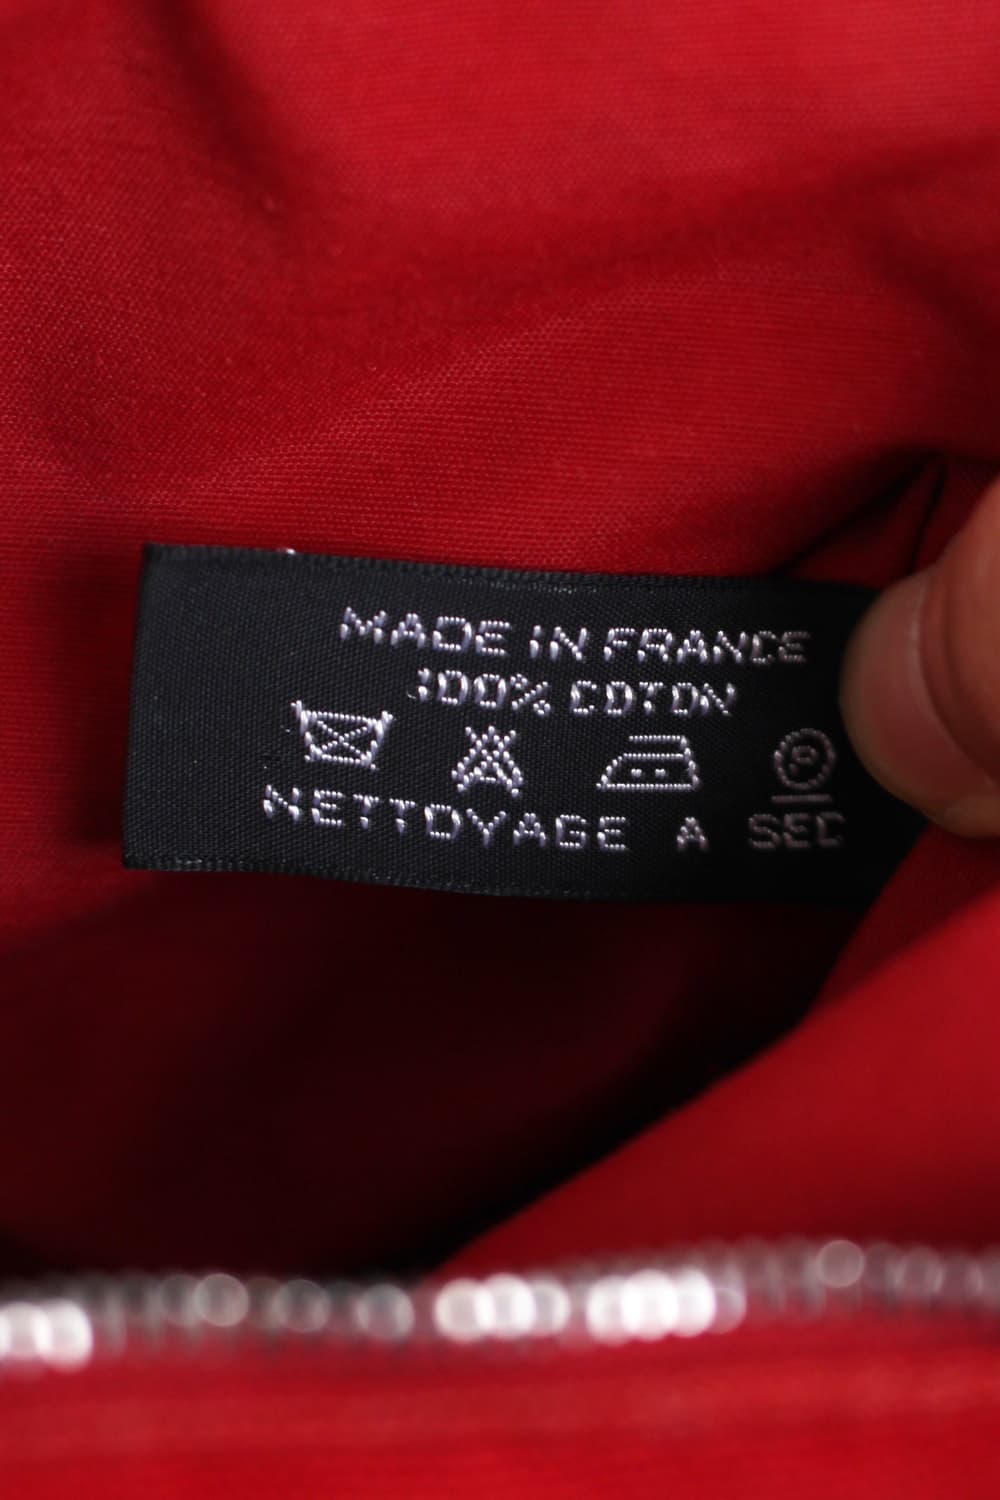 MADE IN FRANCE
100% COTON
P
NETTOYAGE A SEC